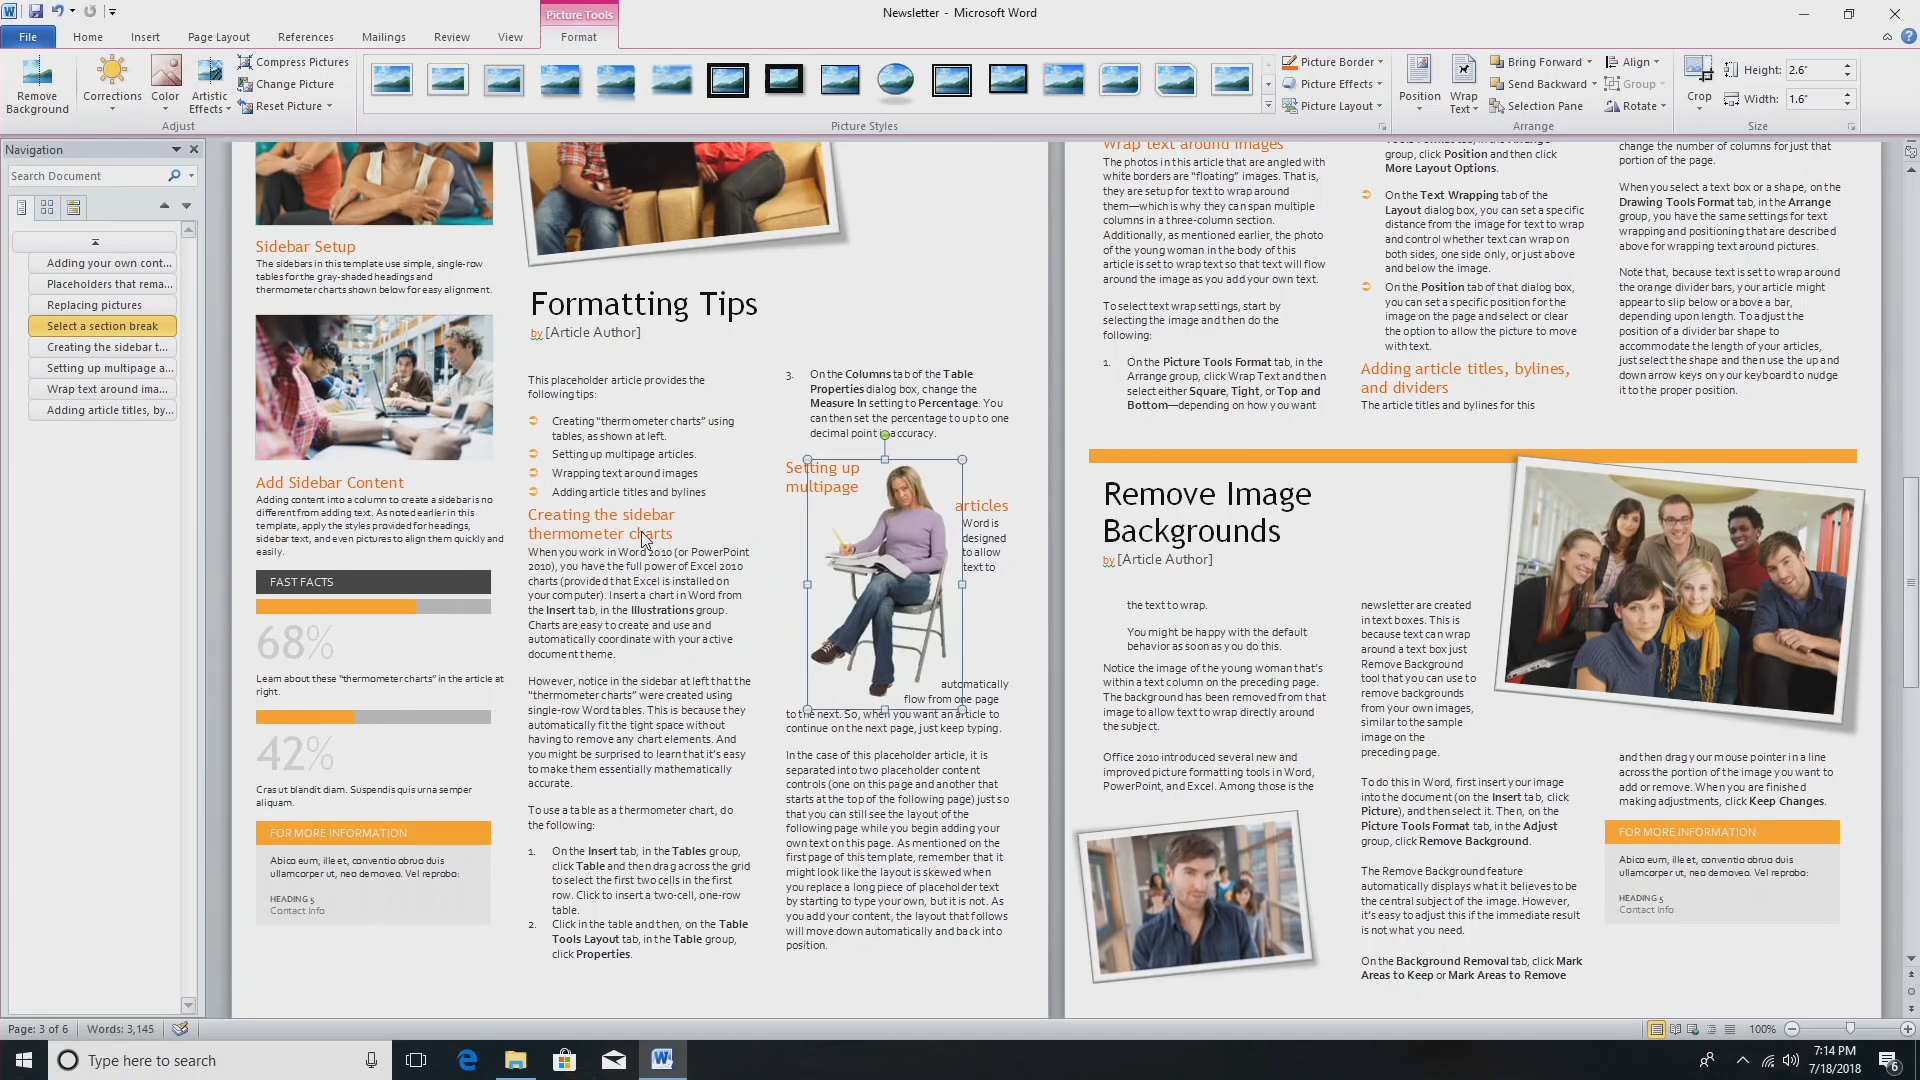 Newsletter - Microsoft Word
Picture Tools
File
Home
Insert
Page Layout
References
Mailings
Review
View
Format
Remove
Background
Corrections
Color
Artistic
Effects
Compress Pictures
Change Picture
Reset Picture
Adjust
Picture Styles
Picture Border
Picture Effects
Picture Layout
Position
Wrap
Text
Bring Forward
Send Backward
Selection Pane
Align
Group
Rotate
Arrange
Crop
Height: 2.6"
Width: 1.6"
Size
Navigation
Search Document
Adding your own cont...
Placeholders that rema...
Replacing pictures
Select a section break
Creating the sidebar t...
Setting up multipage a...
Wrap text around ima...
Adding article titles, by...
Sidebar Setup
The sidebars in this template use simple, single-row
tables for the gray-shaded headings and
thermometer charts shown below for easy alignment.
Add Sidebar Content
Adding content into a column to create a sidebar is no
different from adding text. As noted earlier in this
template, apply the styles provided for headings,
sidebar text, and even pictures to align them quickly and
easily.
FAST FACTS
68%
Learn about these "thermometer charts" in the article at
right.
42%
Cras ut blandit diam. Suspendis quis urna semper
aliquam.
FOR MORE INFORMATION
Abico eum, ille et, conventio obruo duis
ullamcorper ut, neo demoveo. Vel reprobo:
HEADING 5
Contact Info
Formatting Tips
by [Article Author]
This placeholder article provides the
following tips:
Creating "thermometer charts" using
tables, as shown at left.
Setting up multipage articles.
Wrapping text around images
Adding article titles and bylines
Creating the sidebar
thermometer charts
When you work in Word 2010 (or PowerPoint
2010), you have the full power of Excel 2010
charts (provided that Excel is installed on
your computer). Insert a chart in Word from
the Insert tab, in the Illustrations group.
Charts are easy to create and use and
automatically coordinate with your active
document theme.
However, notice in the sidebar at left that the
"thermometer charts" were created using
single-row Word tables. This is because they
automatically fit the tight space without
having to remove any chart elements. And
you might be surprised to learn that it's easy
to make them essentially mathematically
accurate.
To use a table as a thermometer chart, do
the following:
1. On the Insert tab, in the Tables group,
click Table and then drag across the grid
to select the first two cells in the first
row. Click to insert a two-cell, one-row
table.
2. Click in the table and then, on the Table
Tools Layout tab, in the Table group,
click Properties.
3. On the Columns tab of the Table
Properties dialog box, change the
Measure In setting to Percentage. You
can then set the percentage to up to one
decimal point in accuracy.
Setting up
multipage
articles
Word is
designed
to allow
text to
automatically
flow from one page
to the next. So, when you want an article to
continue on the next page, just keep typing.
In the case of this placeholder article, it is
separated into two placeholder content
controls (one on this page and another that
starts at the top of the following page) just so
that you can still see the layout of the
following page while you begin adding your
own text on this page. As mentioned on the
first page of this template, remember that it
might look like the layout is skewed when
you replace a long piece of placeholder text
by starting to type your own, but it is not. As
you add your content, the layout that follows
will move down automatically and back into
position.
Wrap text around images
The photos in this article that are angled with
white borders are "floating" images. That is,
they are setup for text to wrap around
them—which is why they can span multiple
columns in a three-column section.
Additionally, as mentioned earlier, the photo
of the young woman in the body of this
article is set to wrap text so that text will flow
around the image as you add your own text.
To select text wrap settings, start by
selecting the image and then do the
following:
1. On the Picture Tools Format tab, in the
Arrange group, click Wrap Text and then
select either Square, Tight, or Top and
Bottom—depending on how you want
group, click Position and then click
More Layout Options.
On the Text Wrapping tab of the
Layout dialog box, you can set a specific
distance from the image for text to wrap
and control whether text can wrap on
both sides, one side only, or just above
and below the image.
On the Position tab of that dialog box,
you can set a specific position for the
image on the page and select or clear
the option to allow the picture to move
with text.
Adding article titles, bylines,
and dividers
The article titles and bylines for this
change the number of columns for just that
portion of the page.
When you select a text box or a shape, on the
Drawing Tools Format tab, in the Arrange
group, you have the same settings for text
wrapping and positioning that are described
above for wrapping text around pictures.
Note that, because text is set to wrap around
the orange divider bars, your article might
appear to slip below or above a bar,
depending upon length. To adjust the
position of a divider bar shape to
accommodate the length of your articles,
just select the shape and then use the up and
down arrow keys on your keyboard to nudge
it to the proper position.
Remove Image
Backgrounds
by [Article Author]
the text to wrap.
You might be happy with the default
behavior as soon as you do this.
Notice the image of the young woman that's
within a text column on the preceding page.
The background has been removed from that
image to allow text to wrap directly around
the subject.
Office 2010 introduced several new and
improved picture formatting tools in Word,
PowerPoint, and Excel. Among those is the
newsletter are created
in text boxes. This is
because text can wrap
around a text box just
Remove Background
tool that you can use to
remove backgrounds
from your own images,
similar to the sample
image on the
preceding page.
To do this in Word, first insert your image
into the document (on the Insert tab, click
Picture), and then select it. Then, on the
Picture Tools Format tab, in the Adjust
group, click Remove Background.
The Remove Background feature
automatically displays what it believes to be
the central subject of the image. However,
it's easy to adjust this if the immediate result
is not what you need.
On the Background Removal tab, click Mark
Areas to Keep or Mark Areas to Remove
and then drag your mouse pointer in a line
across the portion of the image you want to
add or remove. When you are finished
making adjustments, click Keep Changes.
FOR MORE INFORMATION
Abico eum, ille et, conventio obruo duis
ullamcorper ut, neo demoveo. Vel reprobo:
HEADING 5
Contact Info
Page: 3 of 6
Words: 3,145
100%
Type here to search
7:14 PM
7/18/2018
6